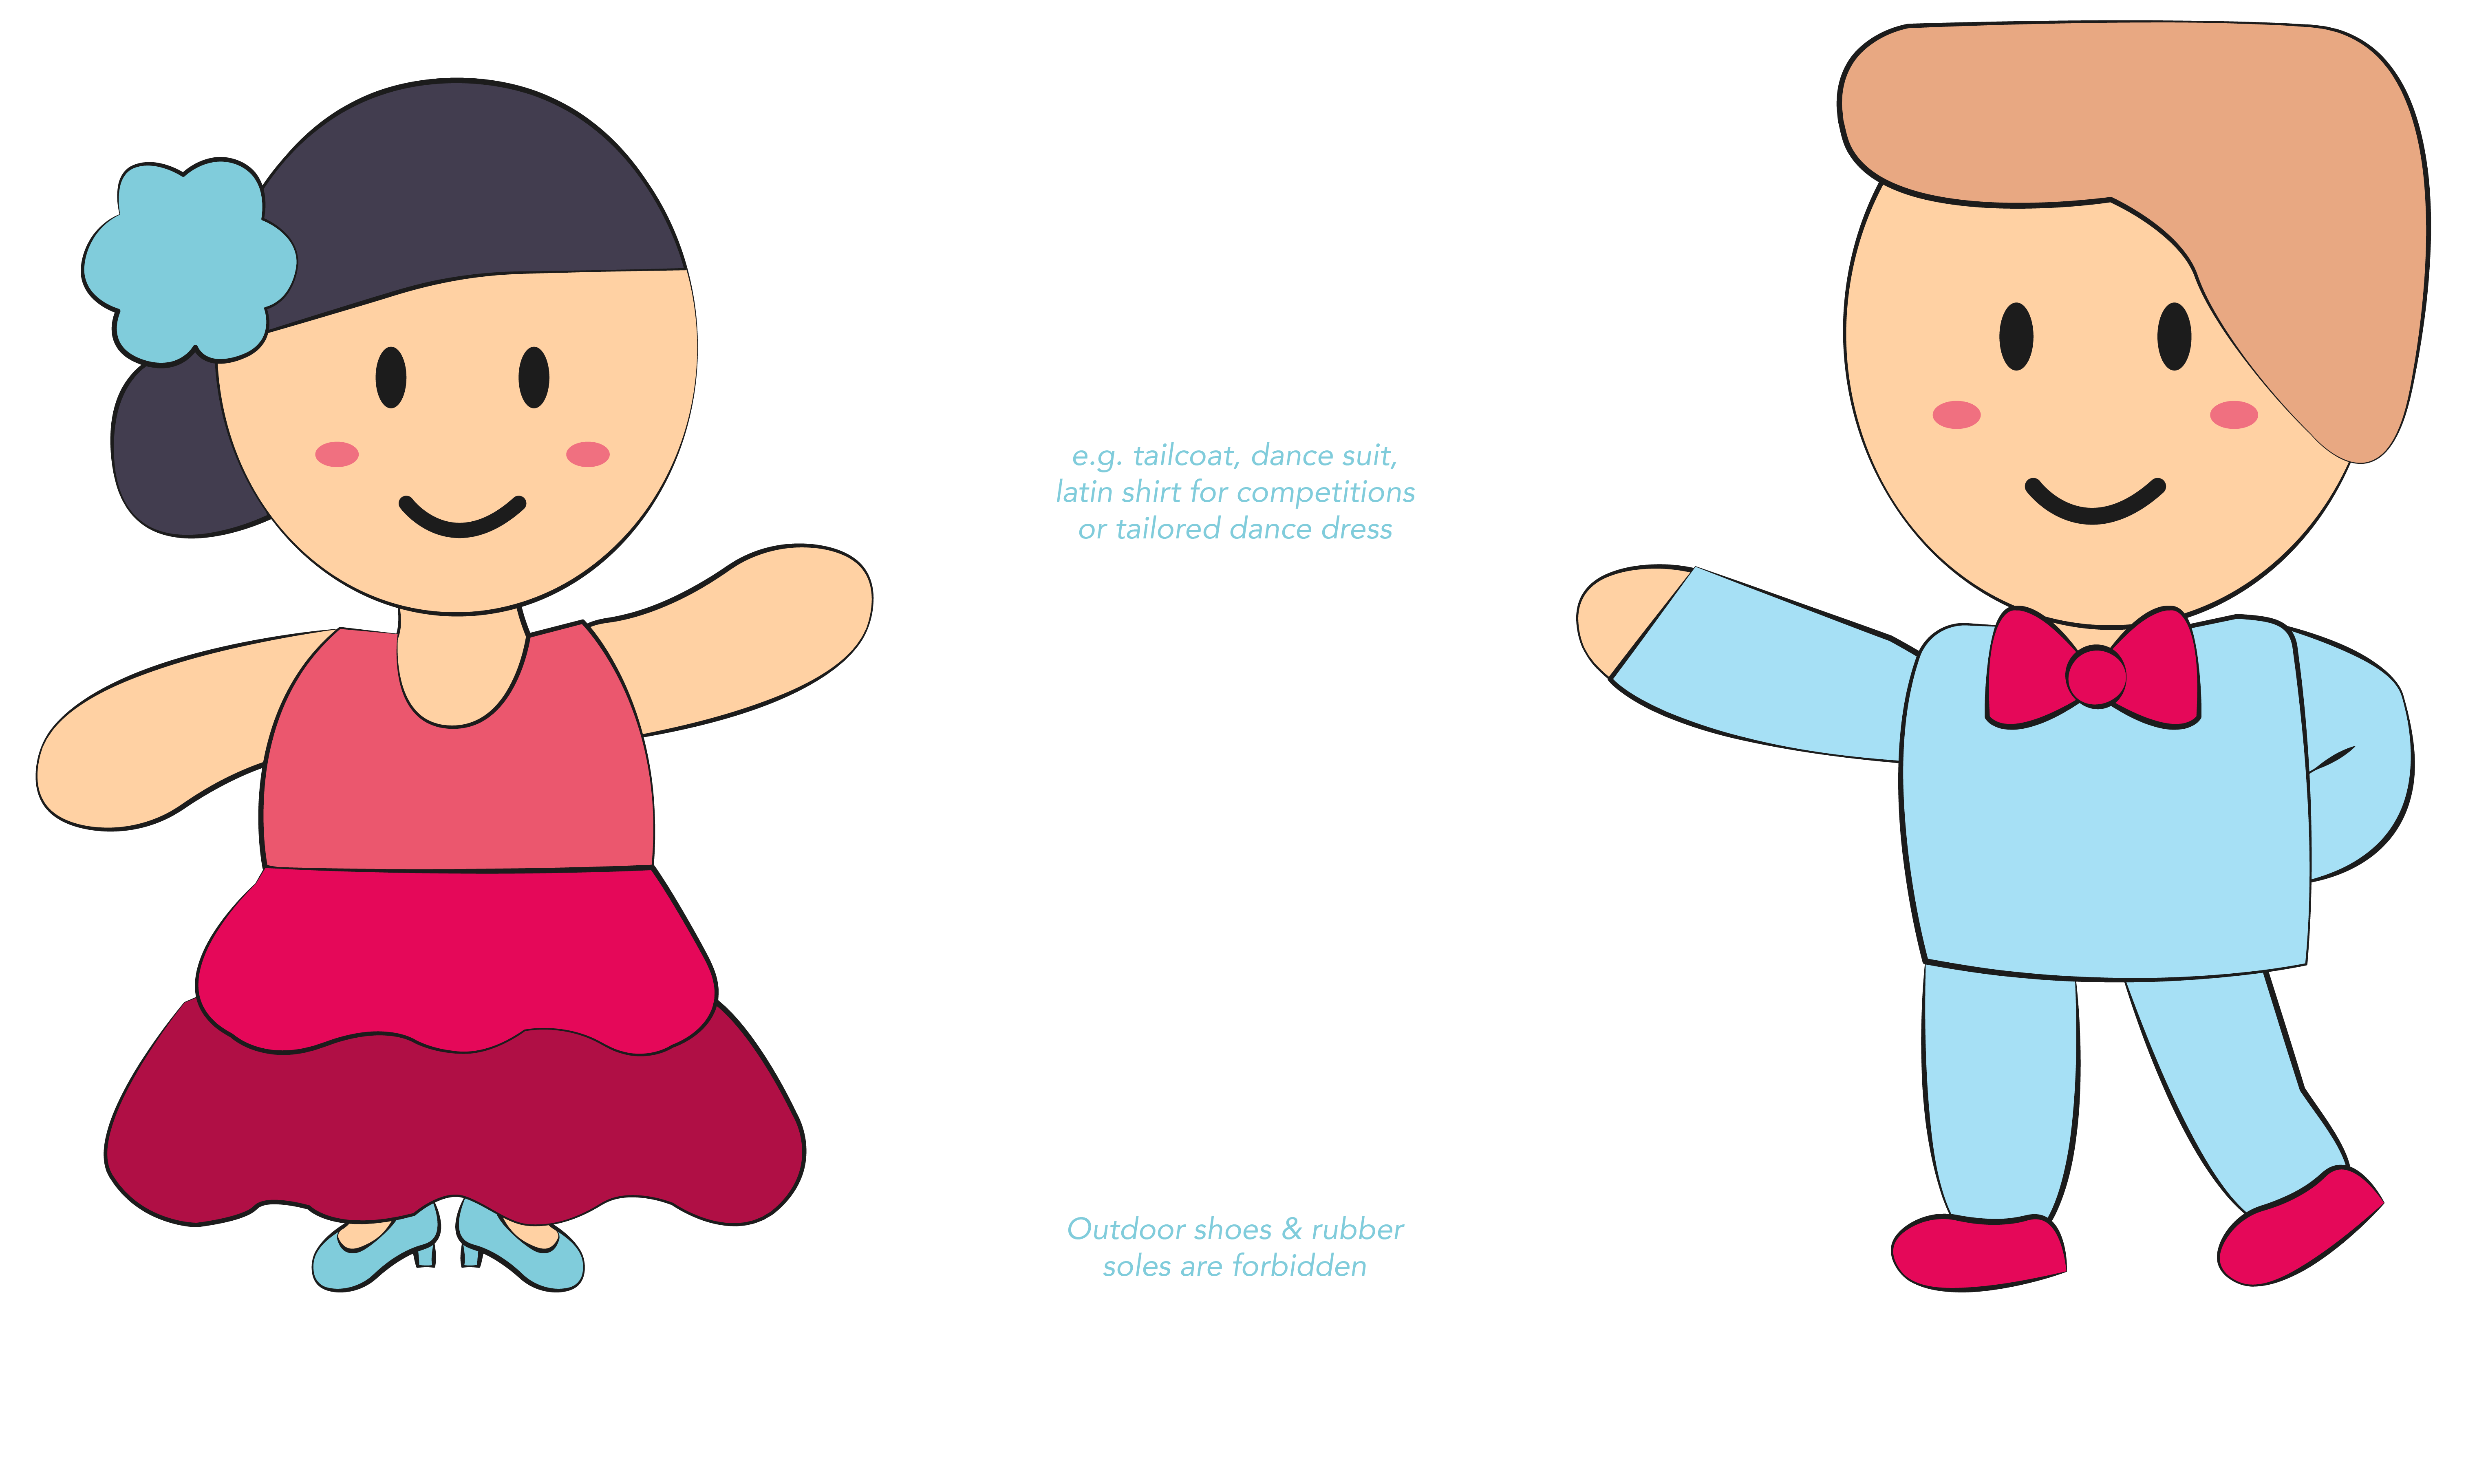 e.g. tailcoat, dance suit,
latin shirt for competitions
or tailored dance dress
Outdoor shoes & rubber
soles are forbidden